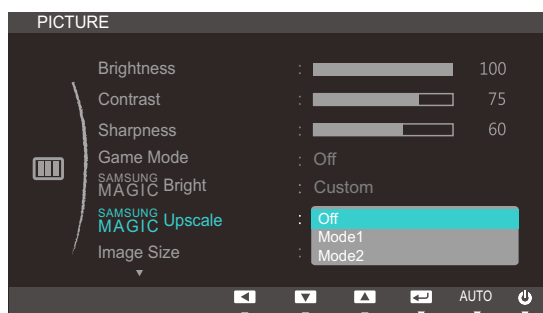 PICTURE
Brightness : 100
Contrast : 75
Sharpness : 60
Game Mode : Off
SAMSUNG MAGIC Bright : Custom
SAMSUNG MAGIC Upscale : Off
Mode1
Mode2
Image Size :
AUTO